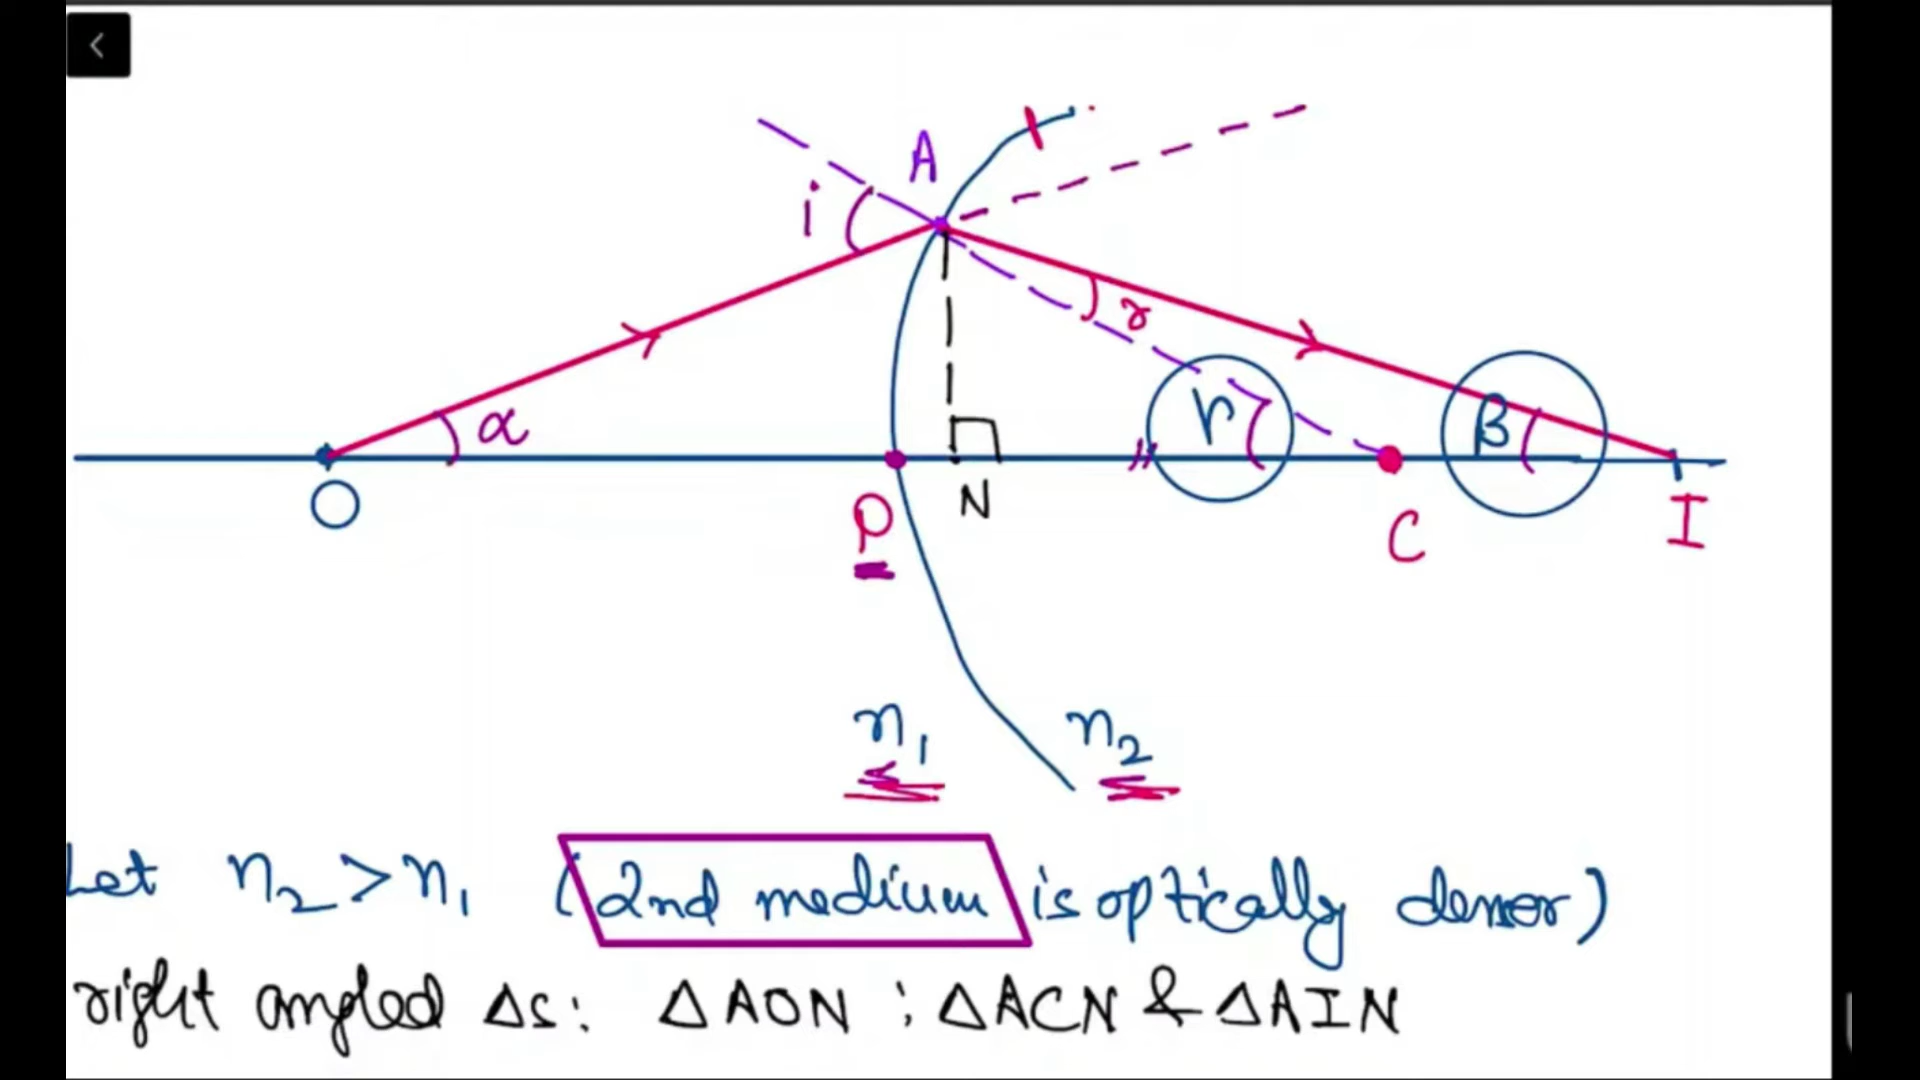 A
i
r
α
r
β
O
P
N
C
I
n₁
n₂
Let n₂ > n₁ (2nd medium is optically denser)
right angled Δs: ΔAON ; ΔACN & ΔAIN